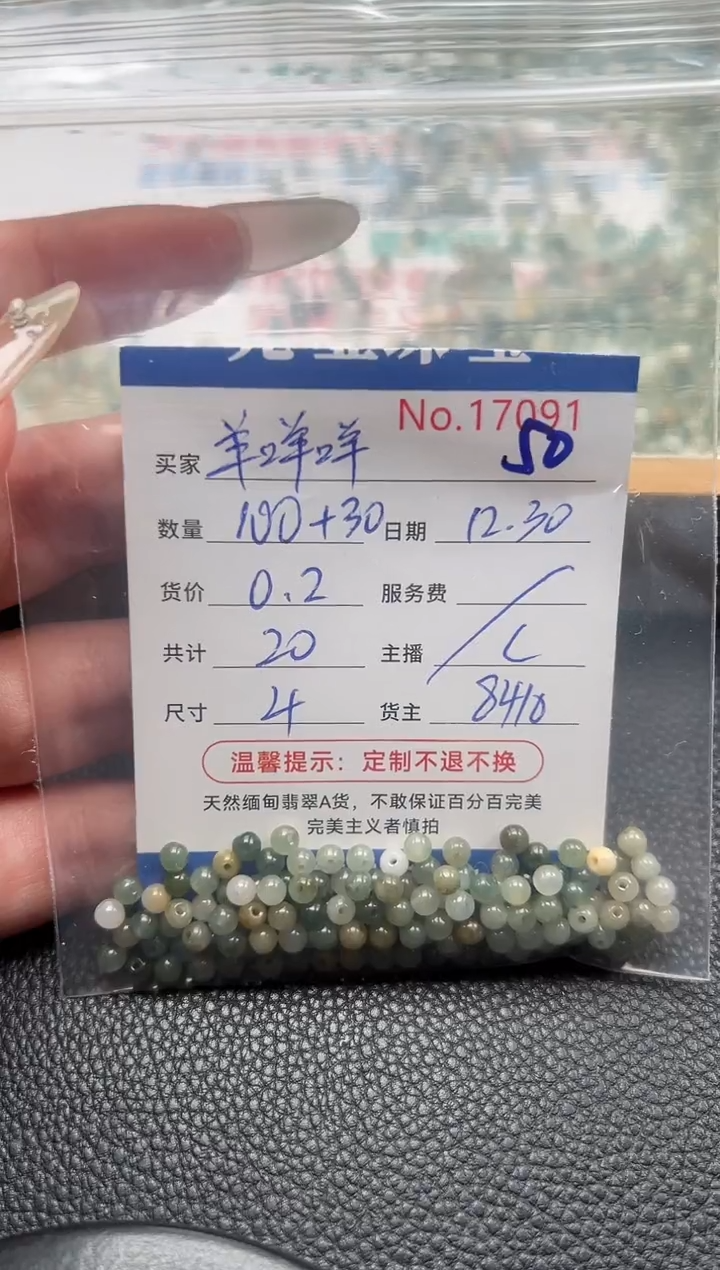 No.17091
买家 羊咩咩 50
数量 100+30 日期 12.30
货价 0.2 服务费 /
共计 20 主播 L
尺寸 4 货主 8410
温馨提示：定制不退不换
天然缅甸翡翠A货，不敢保证百分百完美
完美主义者慎拍